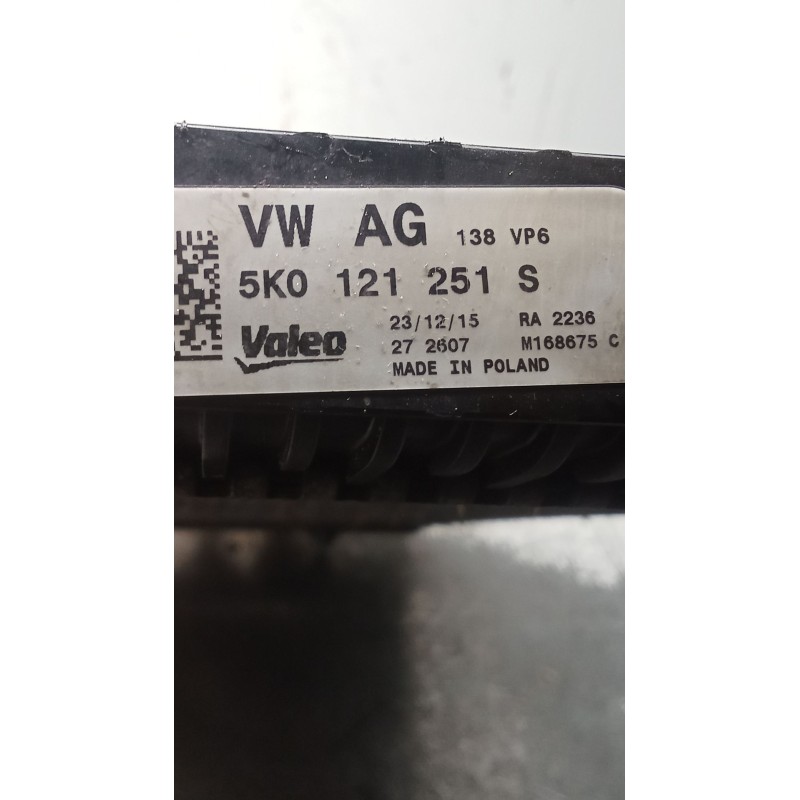 VW AG 138 VP6
5K0 121 251 S
Valeo 23/12/15 RA 2236
27 2607 M168675 C
MADE IN POLAND